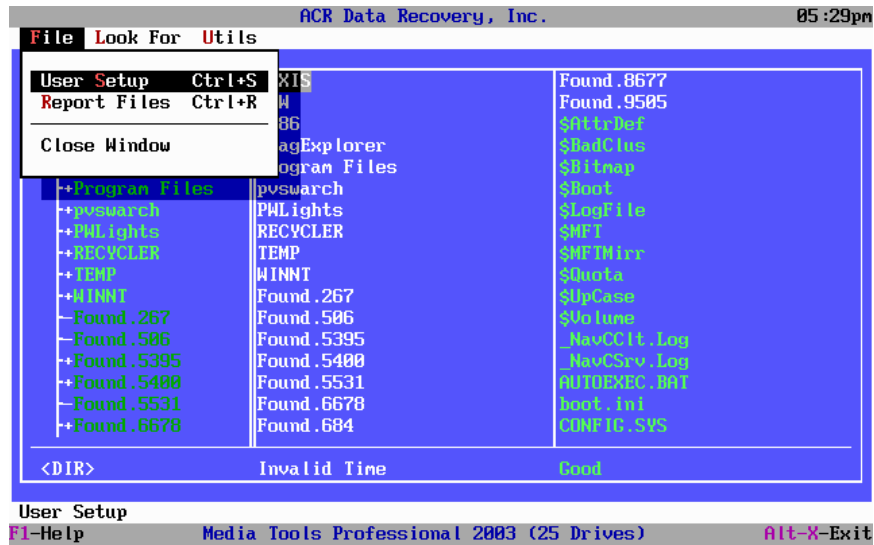 ACR Data Recovery, Inc. 05:29pm
File Look For Utils
User Setup Ctrl+S XIS Found.8677
Report Files Ctrl+R W Found.9505
86 $AttrDef
Close Window agExplorer $BadClus
ogram Files $Bitmap
Program Files pvswarch $Boot
pvswarch PWLights $LogFile
PWLights RECYCLER $MFT
RECYCLER TEMP $MFTMirr
TEMP WINNT $Quota
WINNT Found.267 $UpCase
Found.267 Found.506 $Volume
Found.506 Found.5395 _NavCClt.Log
Found.5395 Found.5400 _NavCSrv.Log
Found.5400 Found.5531 AUTOEXEC.BAT
Found.5531 Found.6678 boot.ini
Found.6678 Found.684 CONFIG.SYS
<DIR> Invalid Time Good
User Setup
F1-Help Media Tools Professional 2003 (25 Drives) Alt-X-Exit